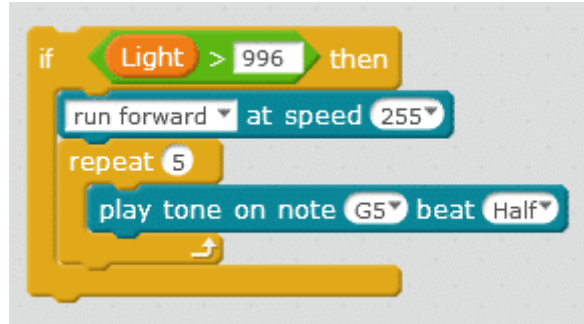 if Light > 996 then
run forward at speed 255
repeat 5
play tone on note G5 beat Half